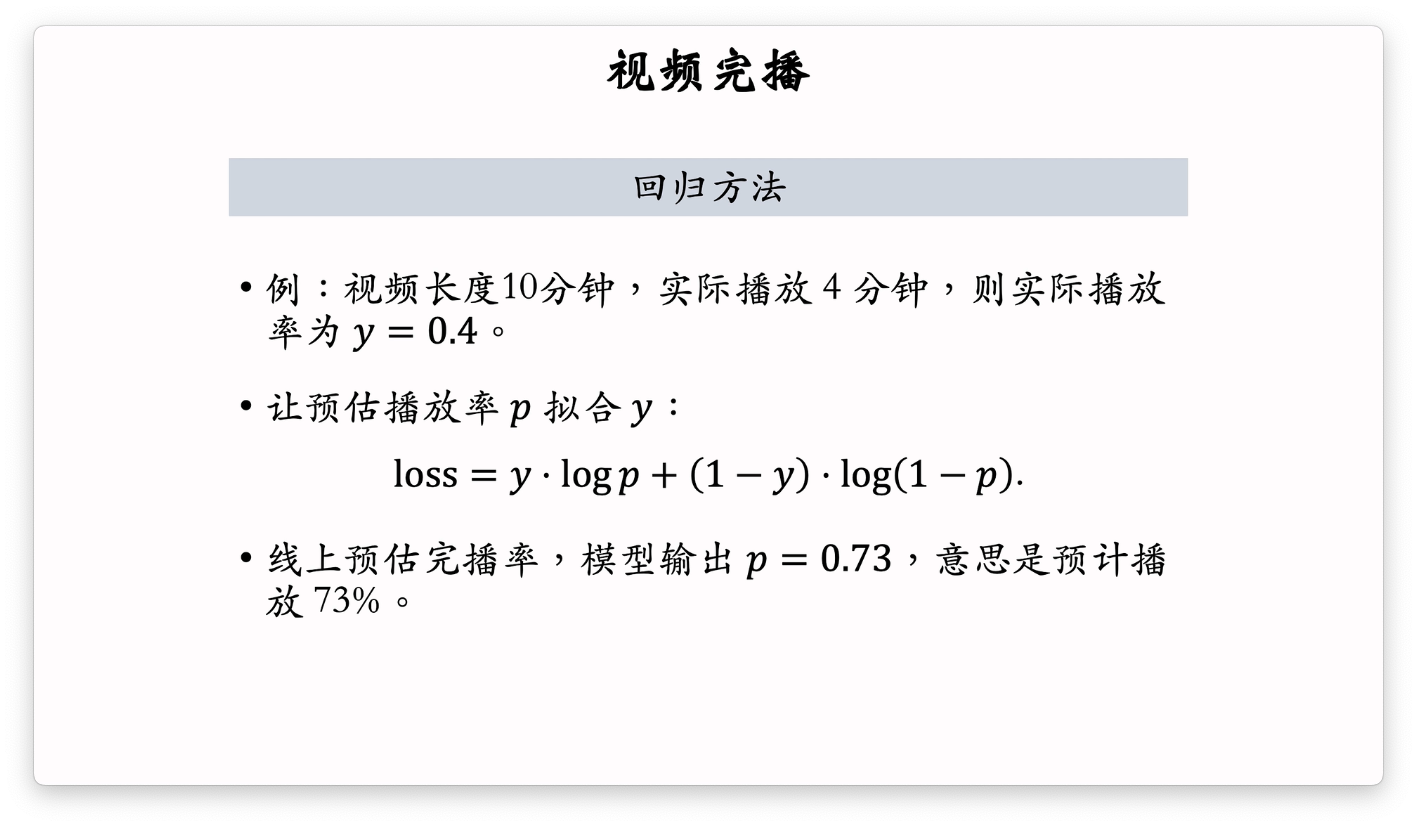 视频完播
回归方法
• 例：视频长度10分钟，实际播放 4 分钟，则实际播放
率为 y = 0.4。
• 让预估播放率 p 拟合 y：
loss = y · log p + (1 − y) · log(1 − p).
• 线上预估完播率，模型输出 p = 0.73，意思是预计播
放 73%。